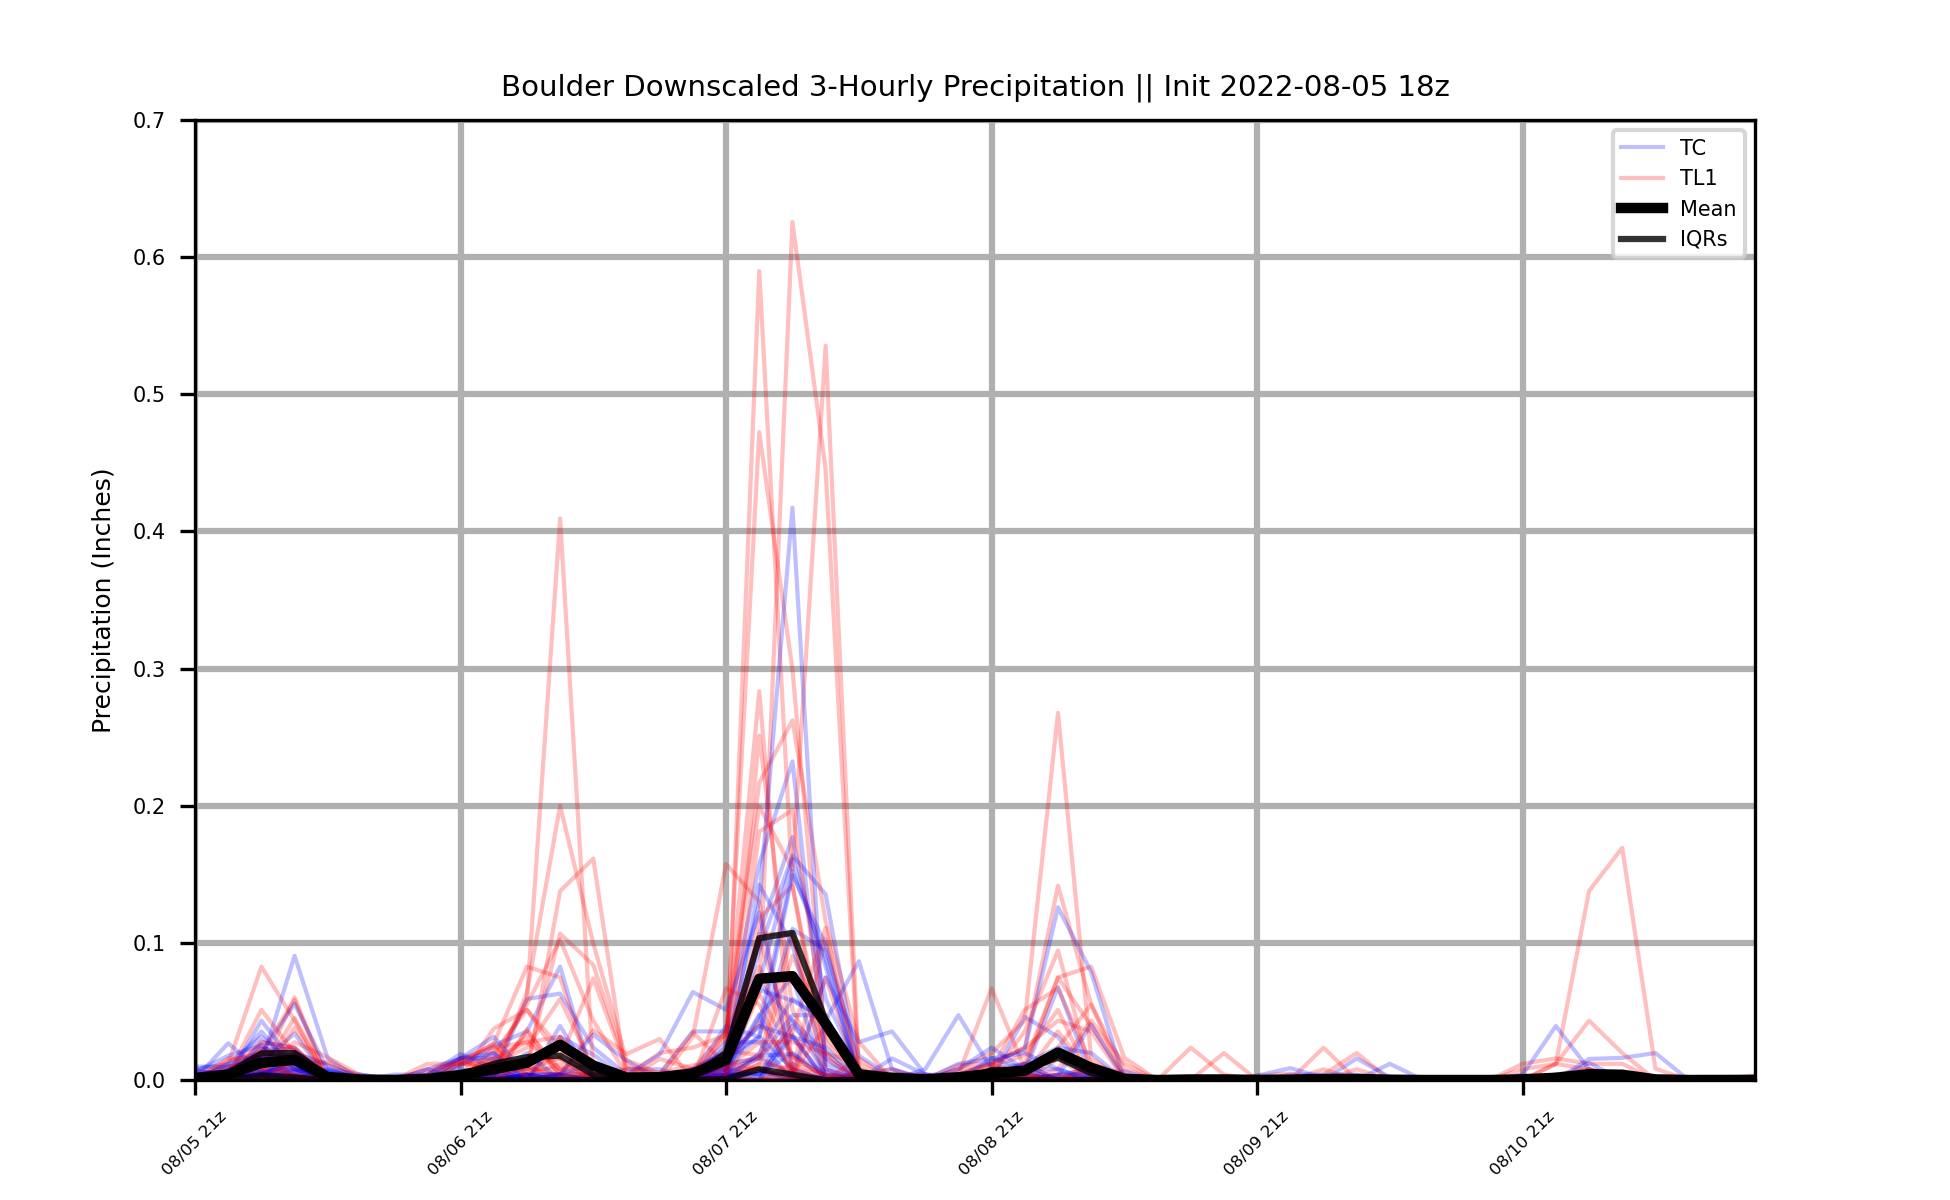 Boulder Downscaled 3-Hourly Precipitation || Init 2022-08-05 18z
TC
TL1
Mean
IQRs
Precipitation (Inches)
0.7
0.6
0.5
0.4
0.3
0.2
0.1
0.0
08/05 21z
08/06 21z
08/07 21z
08/08 21z
08/09 21z
08/10 21z